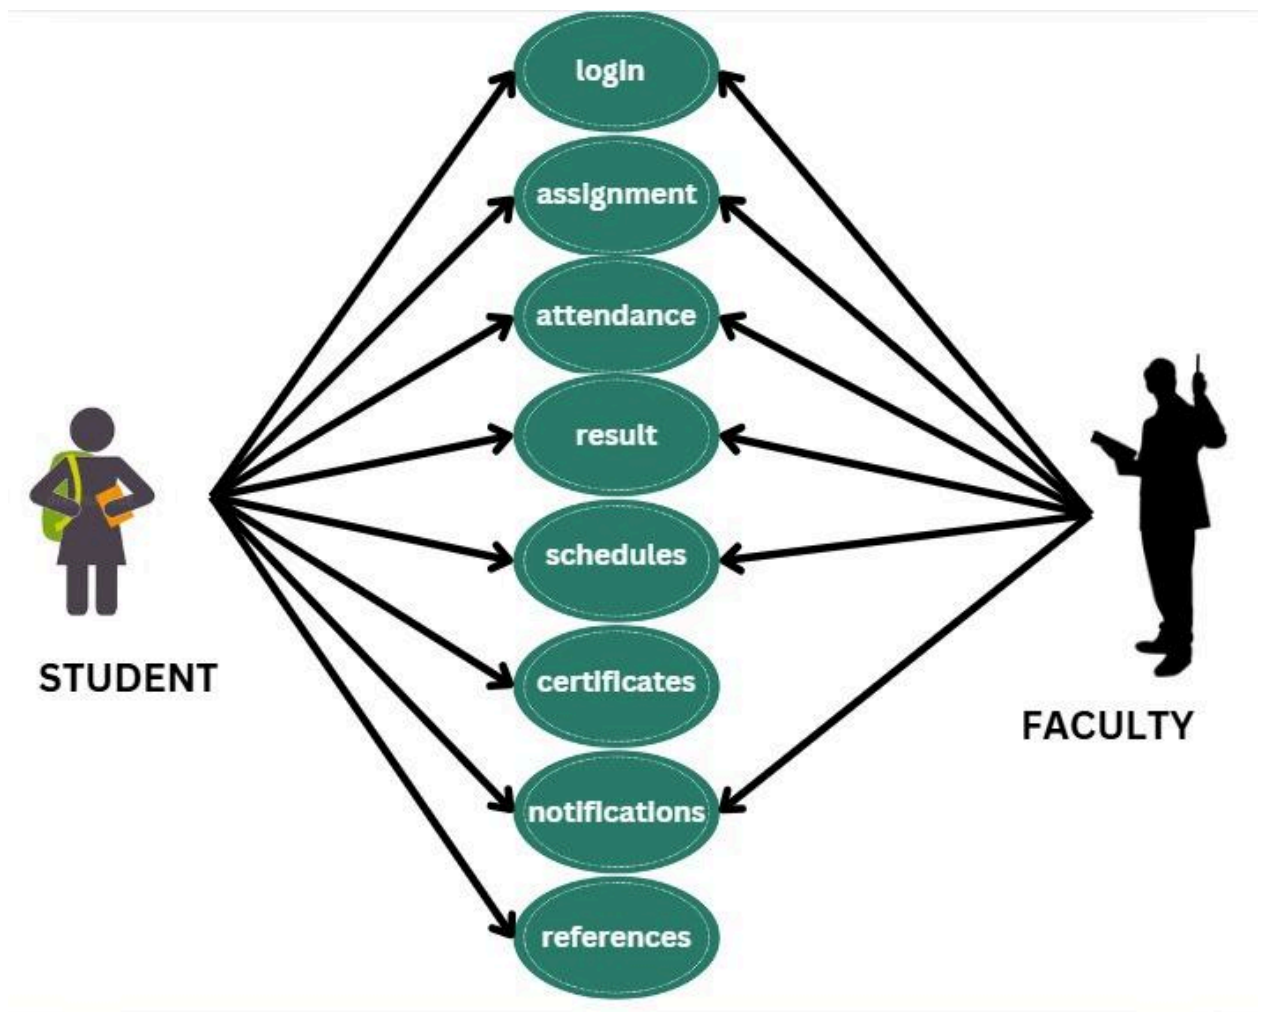 login
assignment
attendance
result
schedules
certificates
notifications
references
STUDENT
FACULTY